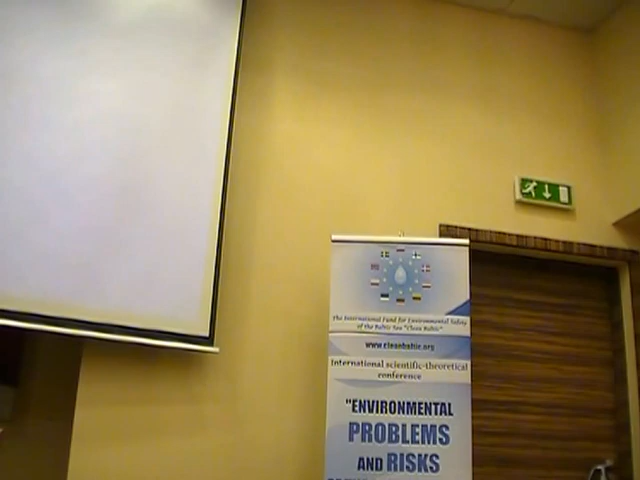 The International Fund for Environmental Safety
of the Baltic Sea "Clean Baltic"
www.cleanbaltic.org
International scientific-theoretical
conference
"ENVIRONMENTAL
PROBLEMS
AND RISKS